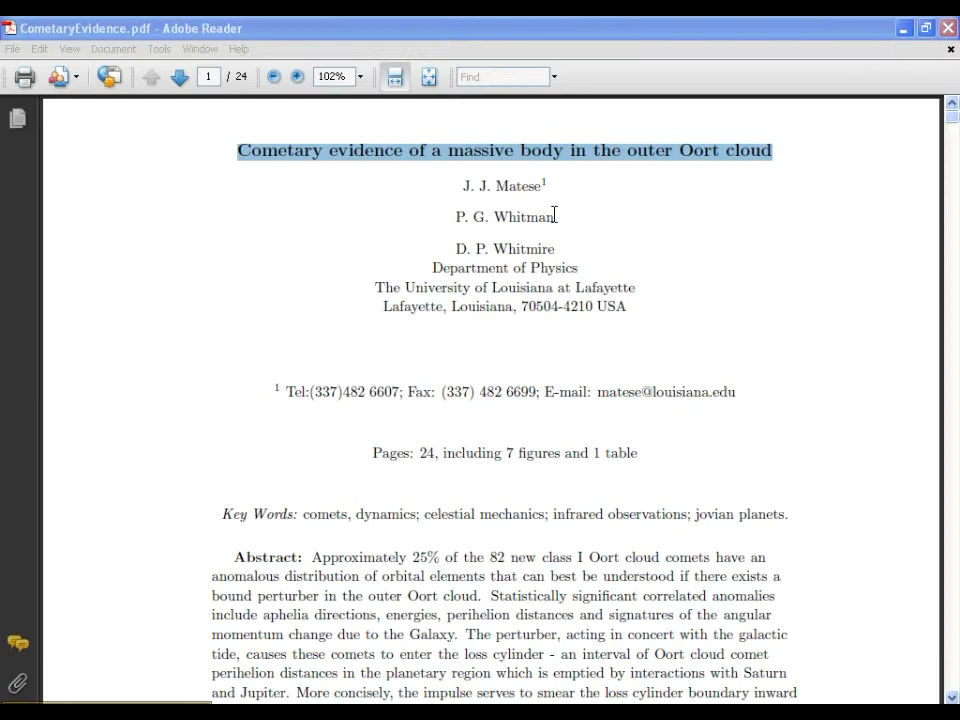 CometaryEvidence.pdf - Adobe Reader
File Edit View Document Tools Window Help
1 / 24 102% Find
Cometary evidence of a massive body in the outer Oort cloud
J. J. Matese1
P. G. Whitman
D. P. Whitmire
Department of Physics
The University of Louisiana at Lafayette
Lafayette, Louisiana, 70504-4210 USA
1 Tel:(337)482 6607; Fax: (337) 482 6699; E-mail: matese@louisiana.edu
Pages: 24, including 7 figures and 1 table
Key Words: comets, dynamics; celestial mechanics; infrared observations; jovian planets.
Abstract: Approximately 25% of the 82 new class I Oort cloud comets have an
anomalous distribution of orbital elements that can best be understood if there exists a
bound perturber in the outer Oort cloud. Statistically significant correlated anomalies
include aphelia directions, energies, perihelion distances and signatures of the angular
momentum change due to the Galaxy. The perturber, acting in concert with the galactic
tide, causes these comets to enter the loss cylinder - an interval of Oort cloud comet
perihelion distances in the planetary region which is emptied by interactions with Saturn
and Jupiter. More concisely, the impulse serves to smear the loss cylinder boundary inward